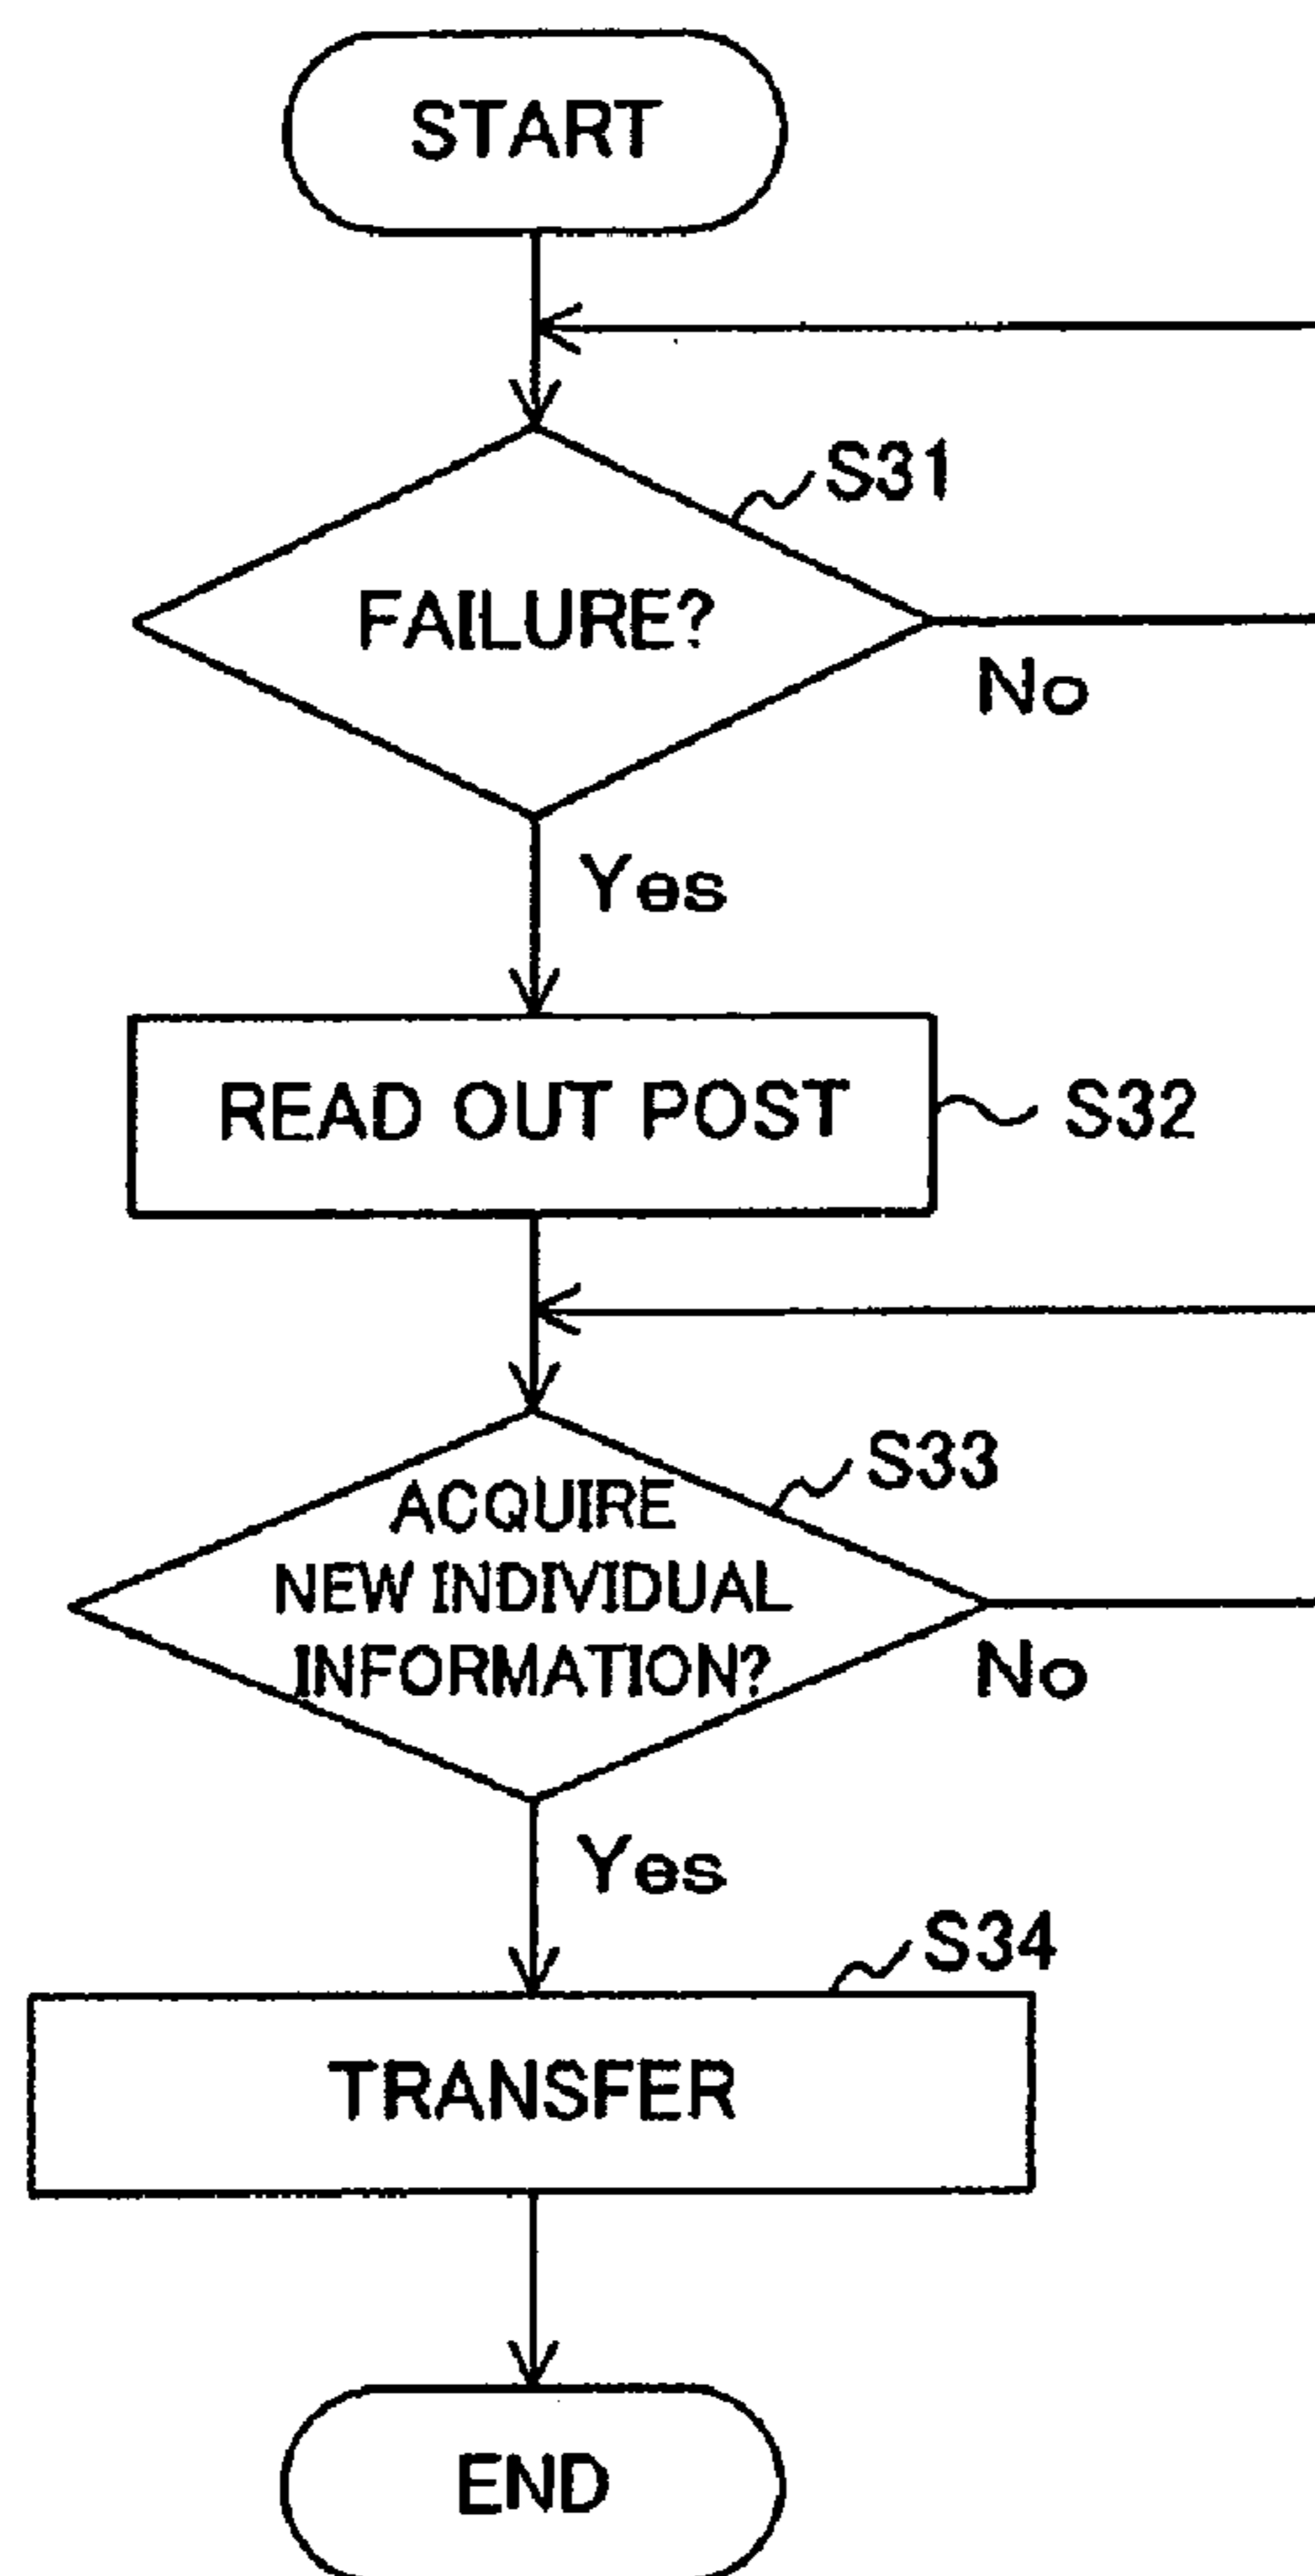 START
S31
FAILURE?
No
Yes
READ OUT POST
S32
S33
ACQUIRE
NEW INDIVIDUAL
INFORMATION?
No
Yes
S34
TRANSFER
END